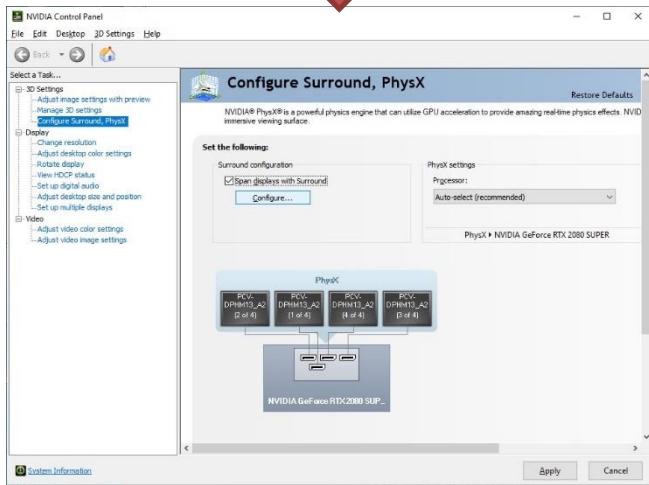 NVIDIA Control Panel
File Edit Desktop 3D Settings Help
Back
Select a Task...
3D Settings
Adjust image settings with preview
Manage 3D settings
Configure Surround, PhysX
Display
Change resolution
Adjust desktop color settings
Rotate display
View HDCP status
Set up digital audio
Adjust desktop size and position
Set up multiple displays
Video
Adjust video color settings
Adjust video image settings
Configure Surround, PhysX
Restore Defaults
NVIDIA® PhysX® is a powerful physics engine that can utilize GPU acceleration to provide amazing real-time physics effects. NVID
immersive viewing surface.
Set the following:
Surround configuration
Span displays with Surround
Configure...
PhysX settings
Processor:
Auto-select (recommended)
PhysX ▸ NVIDIA GeForce RTX 2080 SUPER
PhysX
PCV-DPHM13_A2 (2 of 4)
PCV-DPHM13_A2 (1 of 4)
PCV-DPHM13_A2 (4 of 4)
PCV-DPHM13_A2 (3 of 4)
NVIDIA GeForce RTX 2080 SUP...
System Information
Apply Cancel